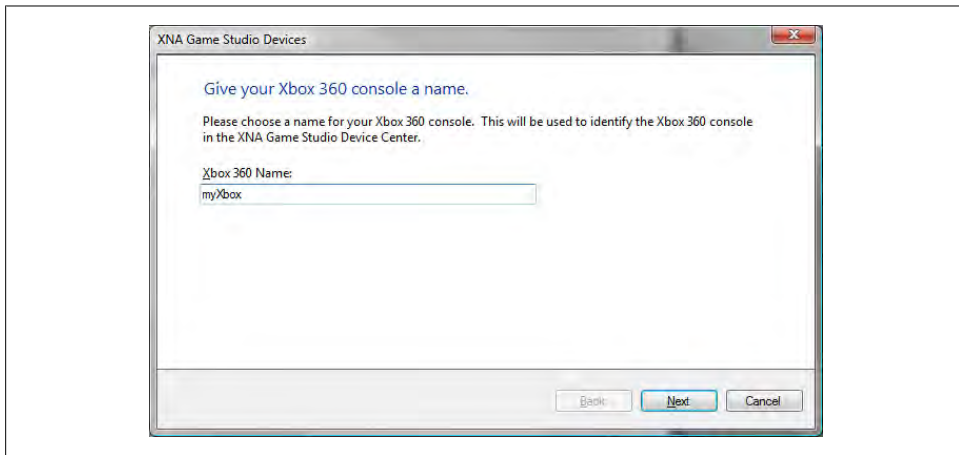 XNA Game Studio Devices
Give your Xbox 360 console a name.
Please choose a name for your Xbox 360 console. This will be used to identify the Xbox 360 console
in the XNA Game Studio Device Center.
Xbox 360 Name:
myXbox
Back Next Cancel